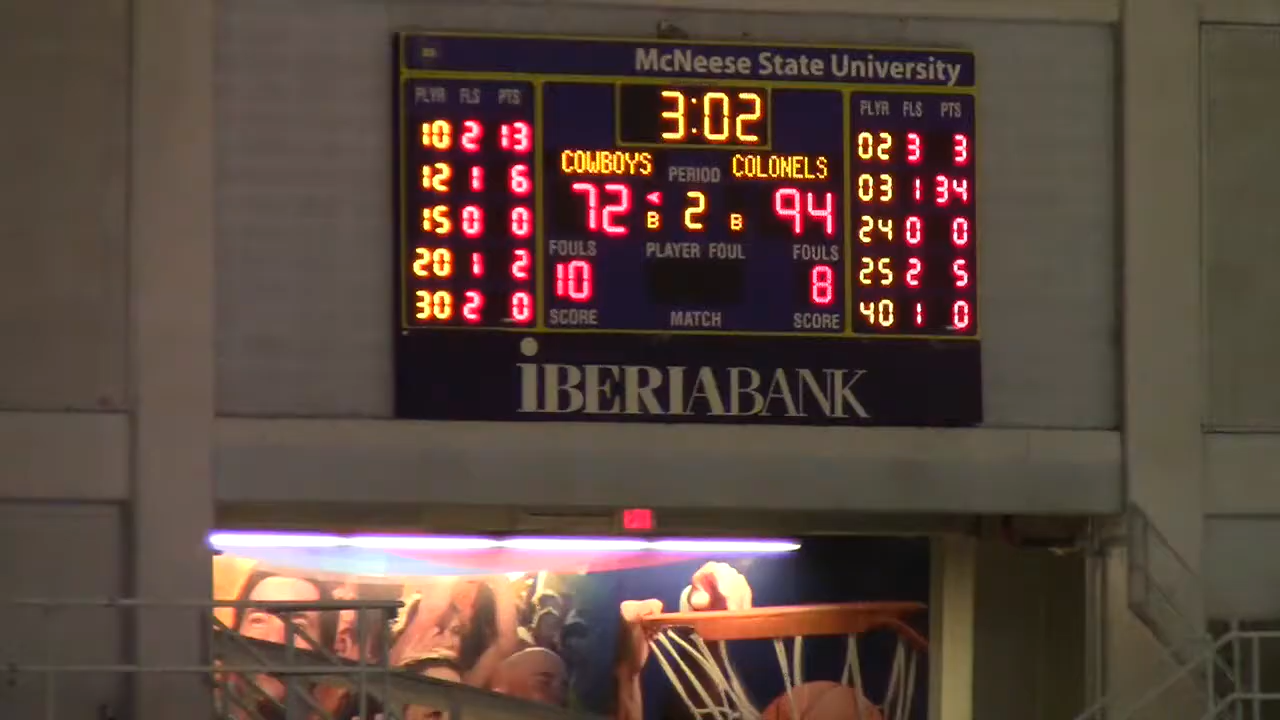 McNeese State University
PLYR FLS PTS
10 2 13
12 1 6
15 0 0
20 1 2
30 2 0
3:02
COWBOYS PERIOD COLONELS
72 B 2 B 94
FOULS PLAYER FOUL FOULS
10 8
SCORE MATCH SCORE
PLYR FLS PTS
02 3 3
03 1 34
24 0 0
25 2 5
40 1 0
iBERIABANK